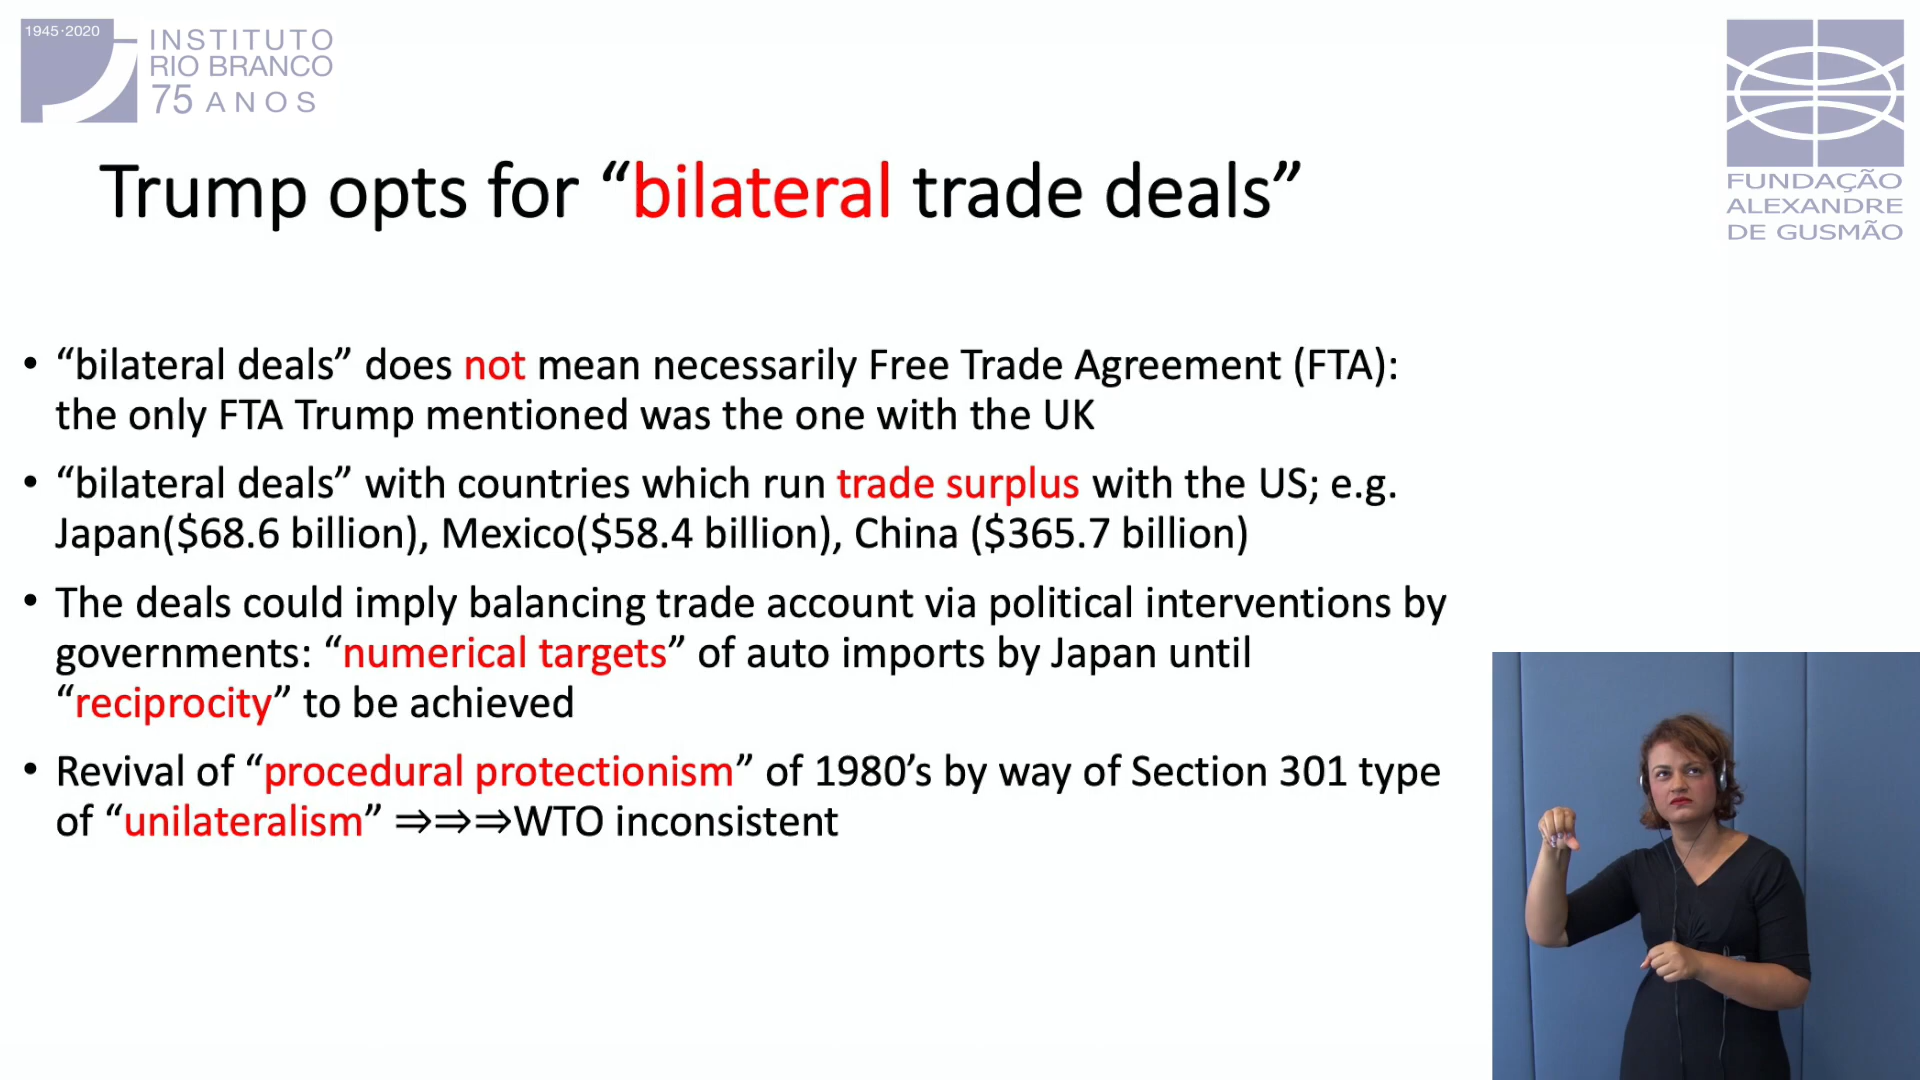 1945·2020
INSTITUTO
RIO BRANCO
75 ANOS
FUNDAÇÃO
ALEXANDRE
DE GUSMÃO
Trump opts for “bilateral trade deals”
• “bilateral deals” does not mean necessarily Free Trade Agreement (FTA):
the only FTA Trump mentioned was the one with the UK
• “bilateral deals” with countries which run trade surplus with the US; e.g.
Japan($68.6 billion), Mexico($58.4 billion), China ($365.7 billion)
• The deals could imply balancing trade account via political interventions by
governments: “numerical targets” of auto imports by Japan until
“reciprocity” to be achieved
• Revival of “procedural protectionism” of 1980’s by way of Section 301 type
of “unilateralism” ⇒⇒⇒WTO inconsistent